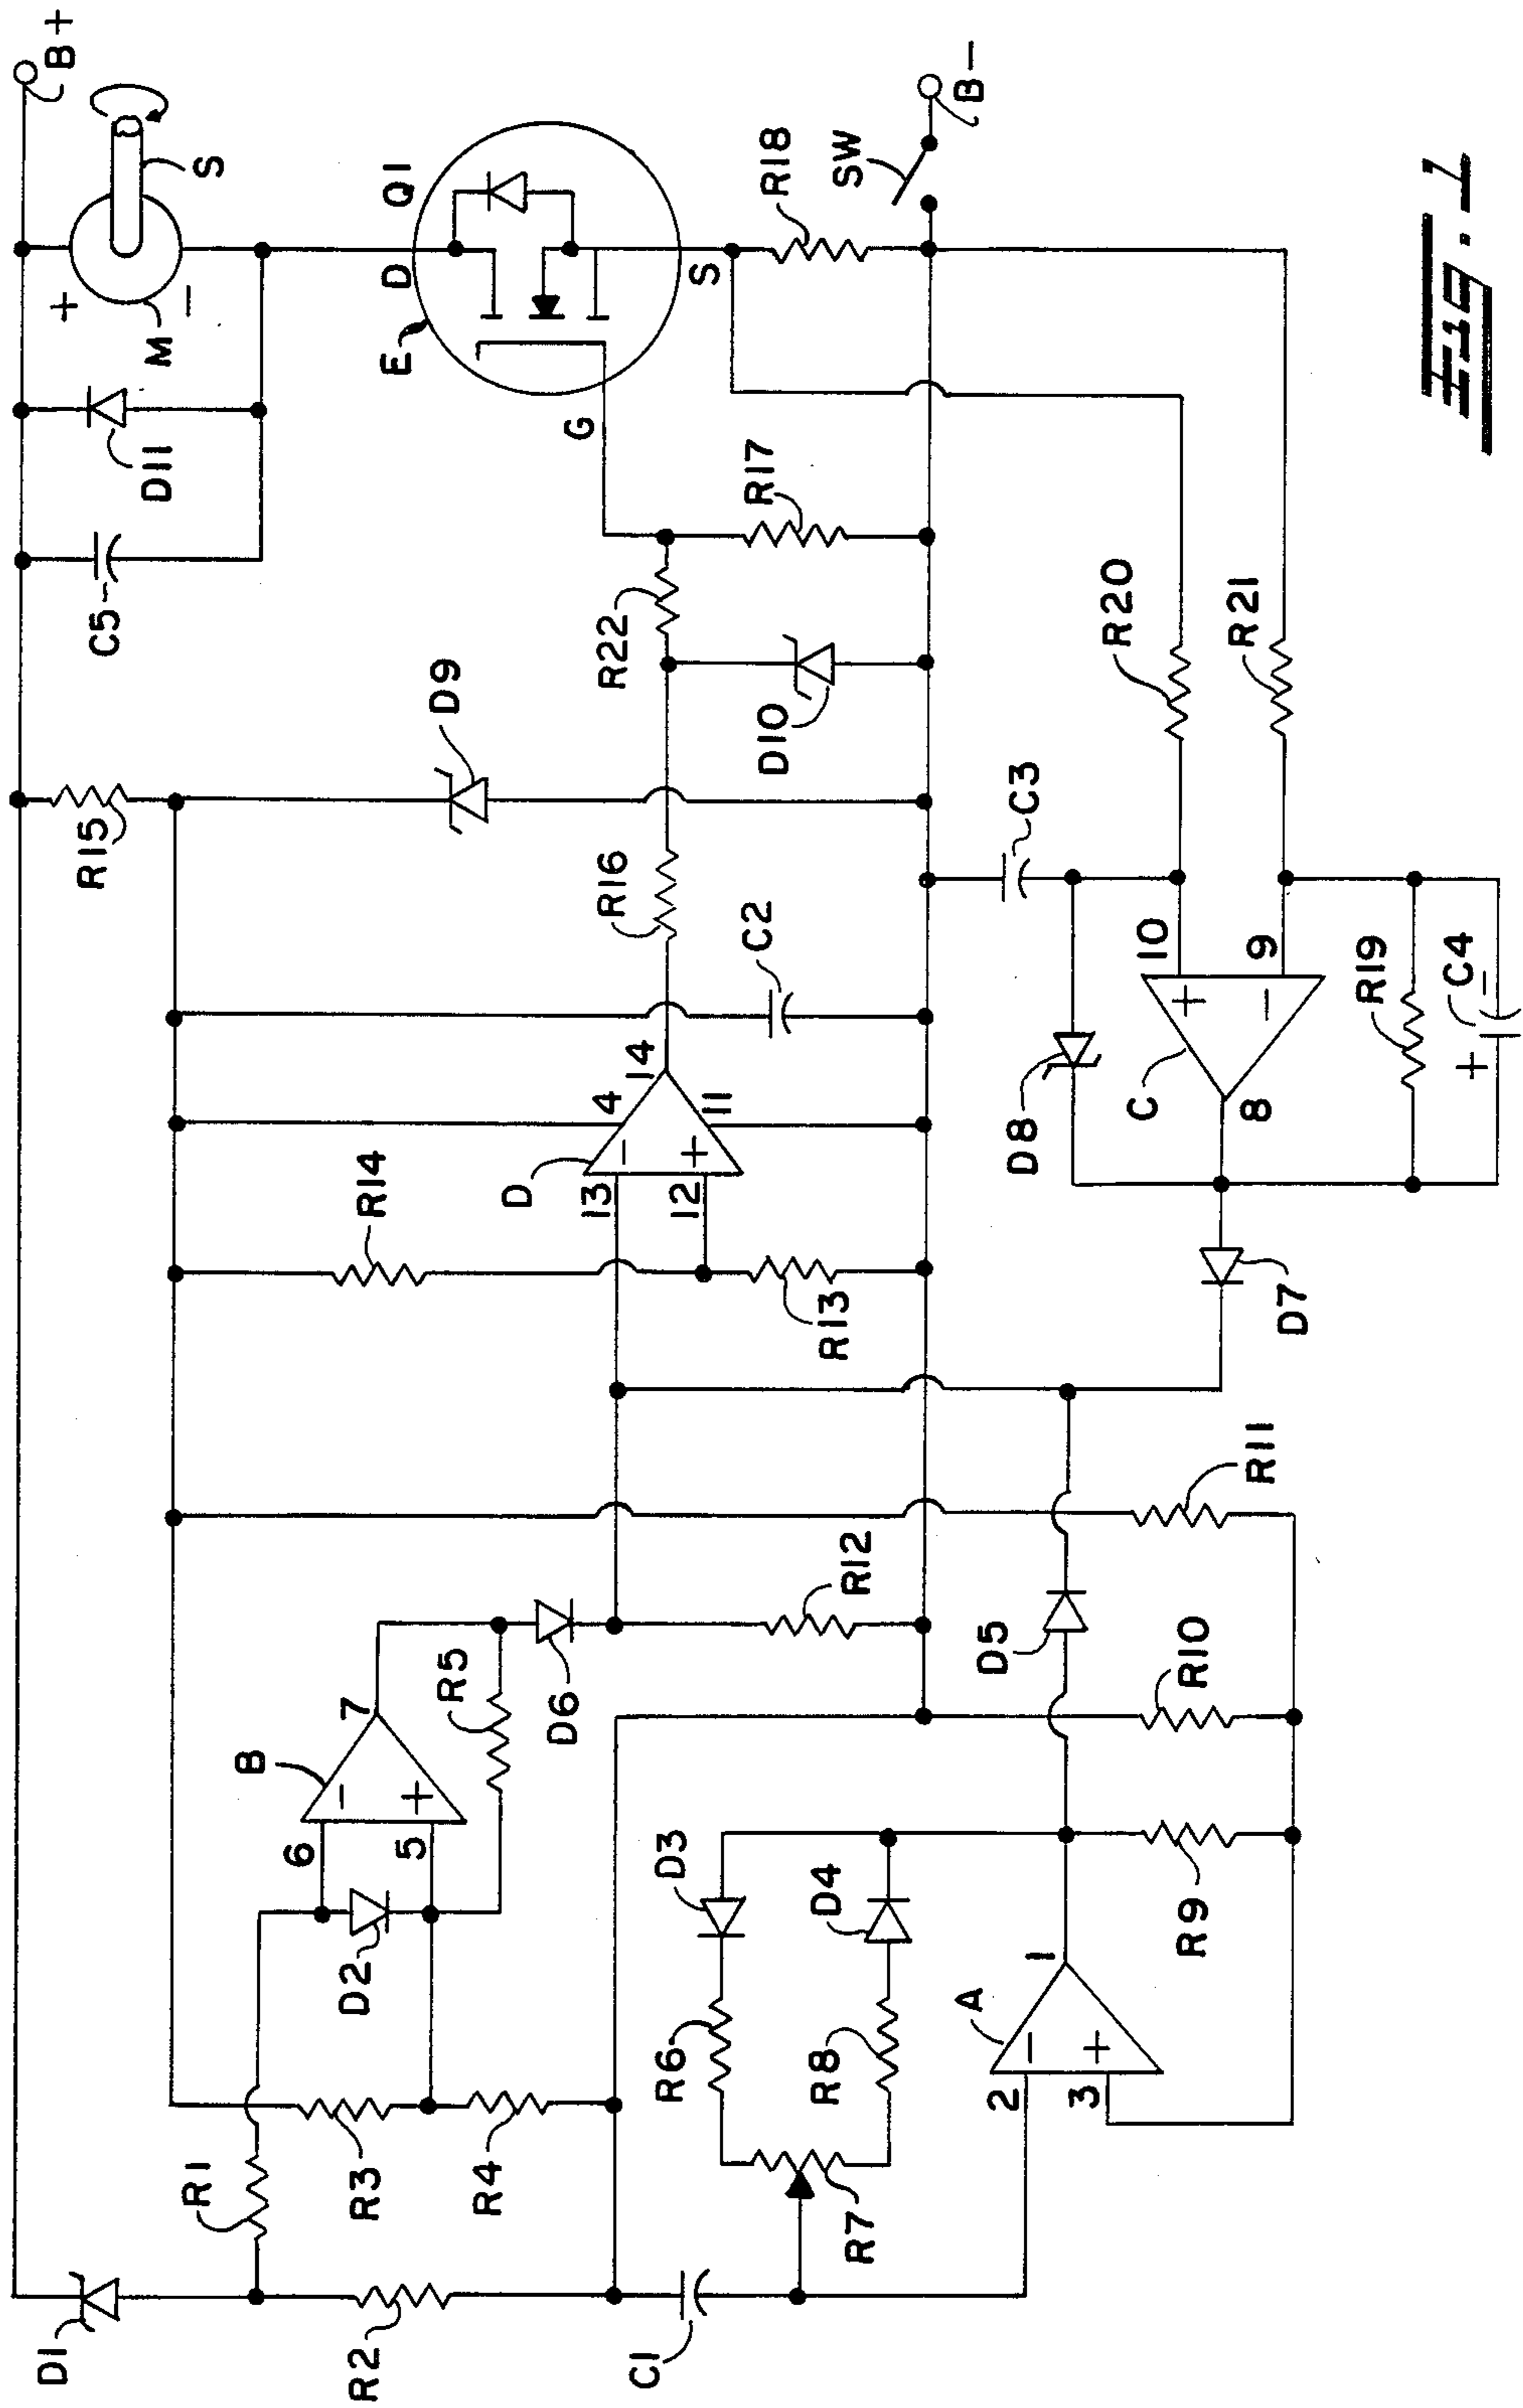 B+
S
+
M
−
D11
C5
Q1
D
E
S
G
R18
SW
B−
R17
R22
D10
D9
R15
R16
C2
R20
R21
C3
D8
10
9
+
−
C
8
R19
C4
+
−
D7
4
14
11
−
+
D
13
12
R14
R13
R11
R12
D5
R10
D6
R5
7
B
−
+
6
5
D2
D3
D4
R9
1
A
−
+
2
3
R6
R8
R7
R1
R3
R4
D1
R2
C1
Fig. 1